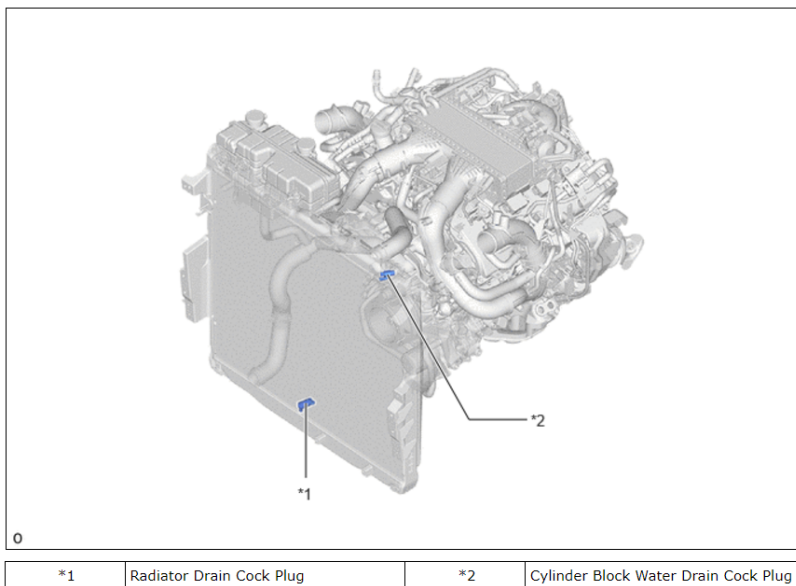 *2
*1
O
*1 Radiator Drain Cock Plug *2 Cylinder Block Water Drain Cock Plug